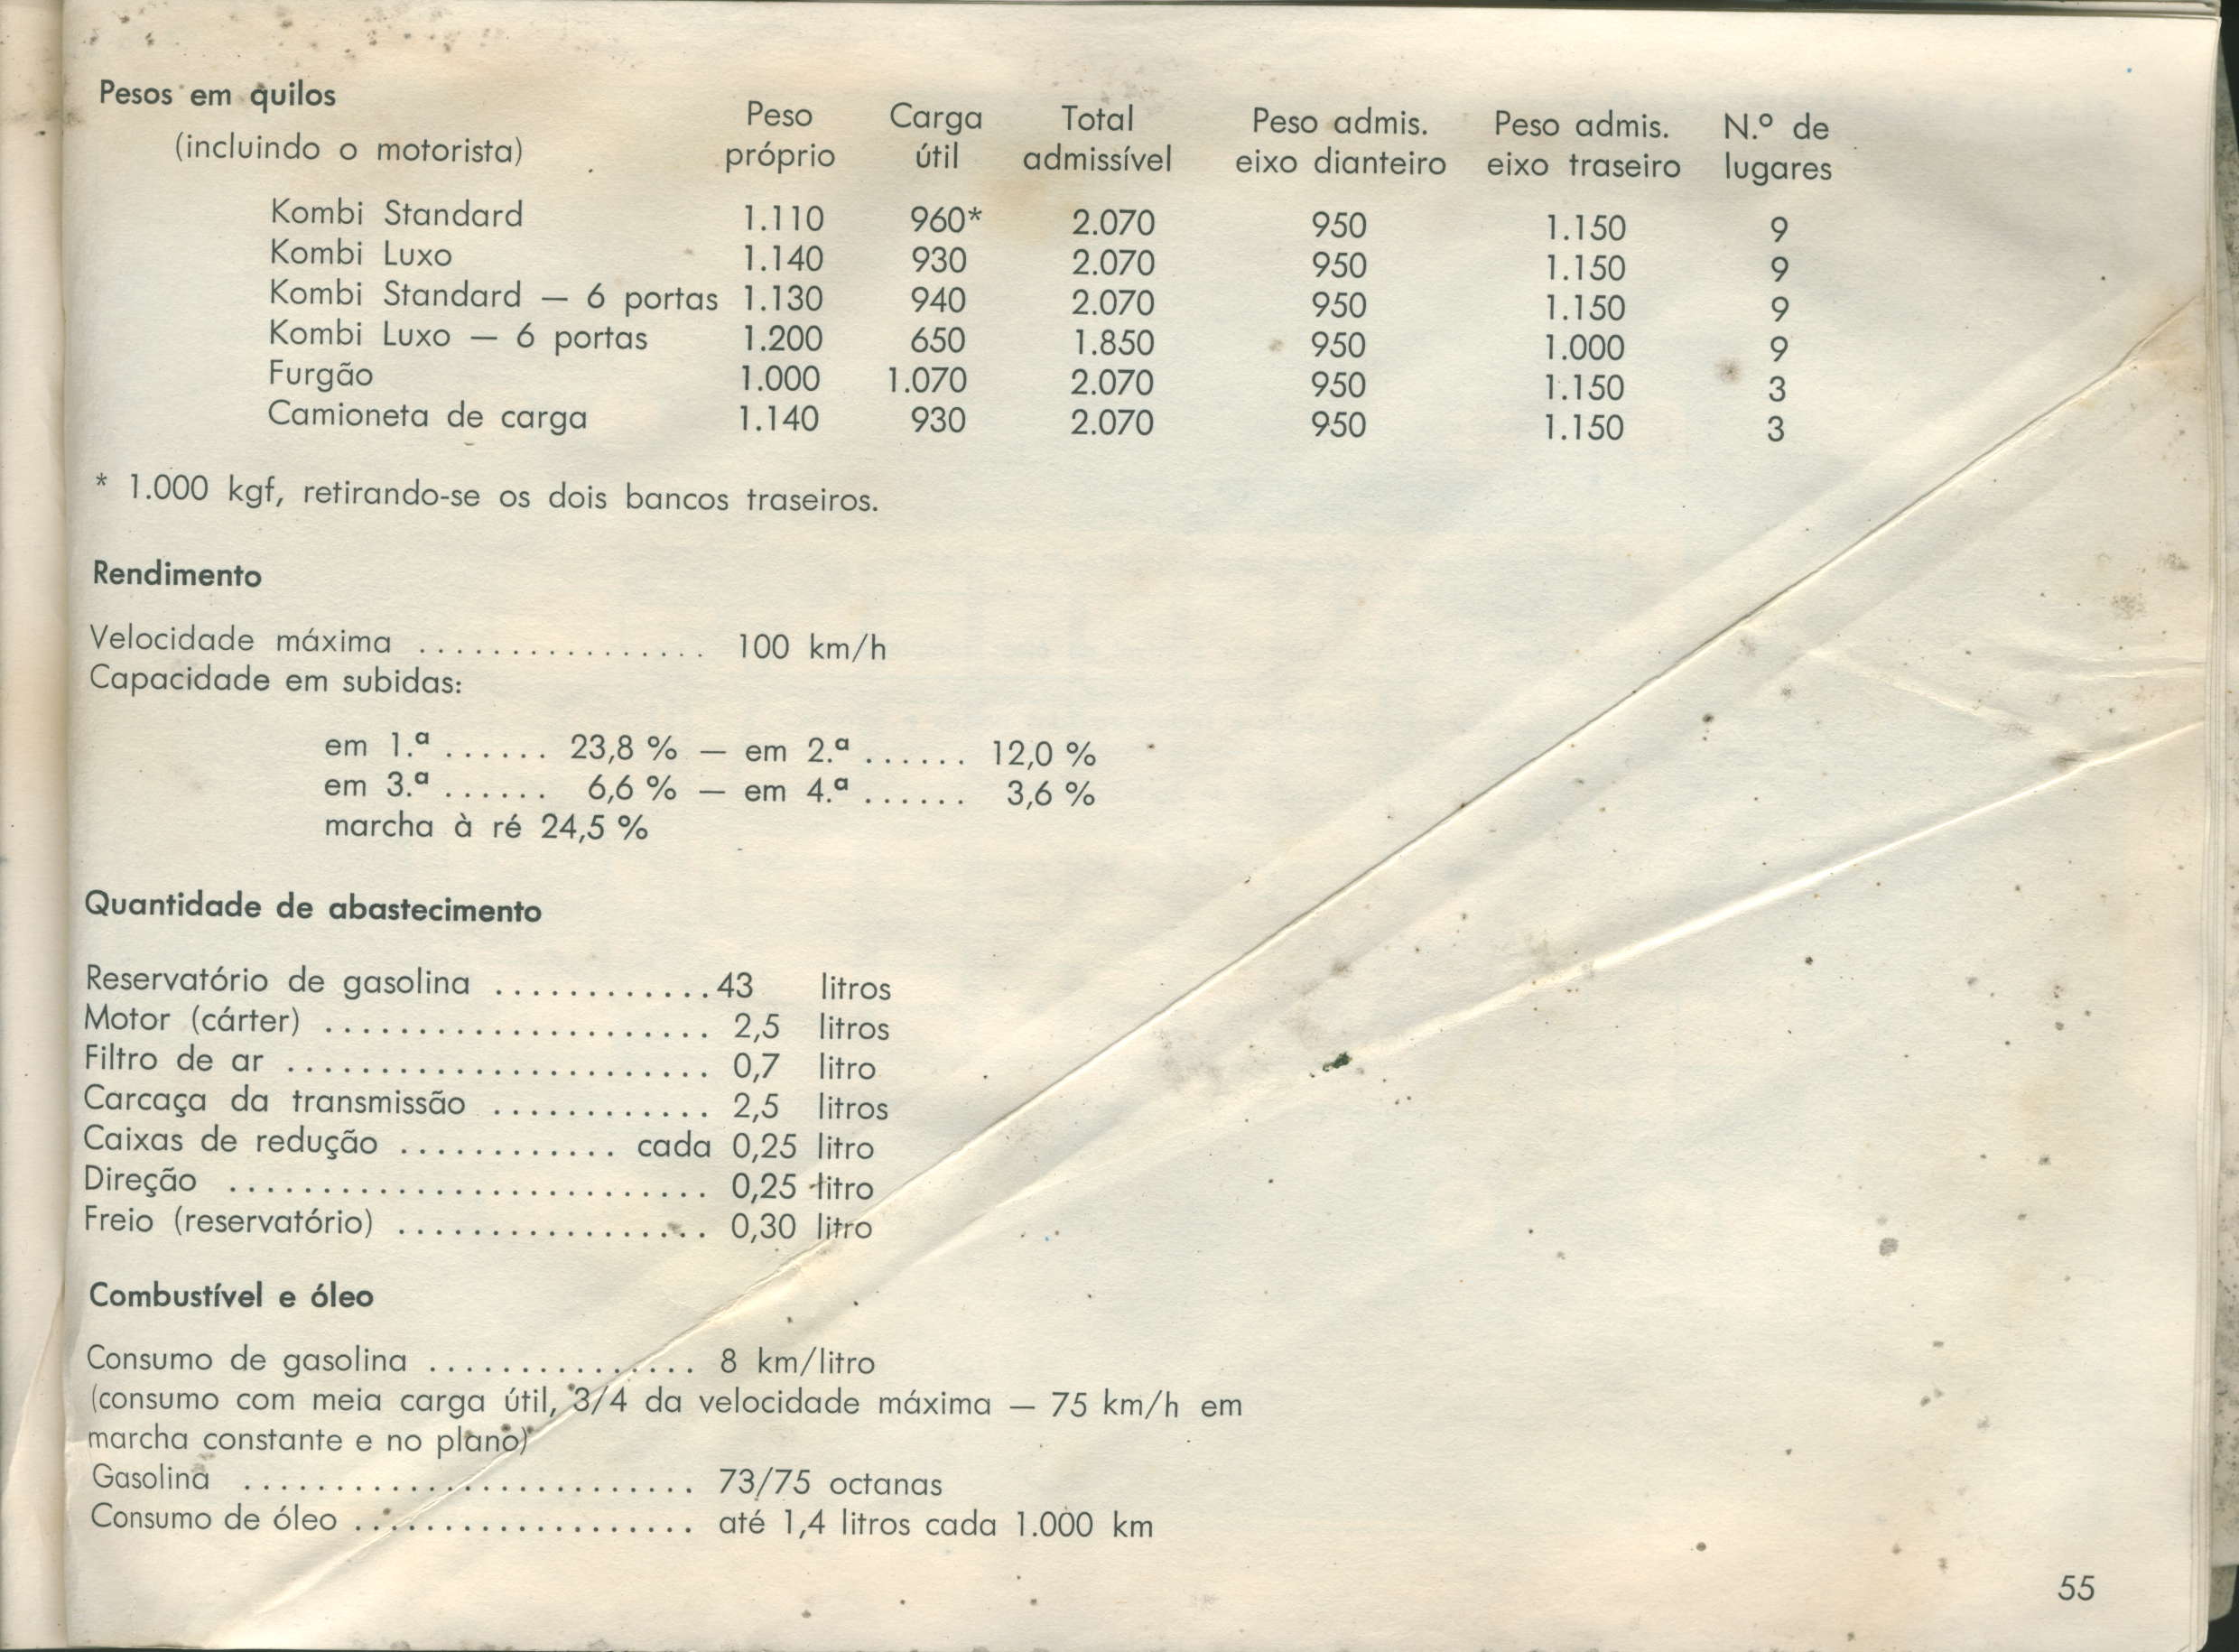 Pesos em quilos
(incluindo o motorista)
Peso próprio Carga útil Total admissível Peso admis. eixo dianteiro Peso admis. eixo traseiro N.º de lugares
Kombi Standard 1.110 960* 2.070 950 1.150 9
Kombi Luxo 1.140 930 2.070 950 1.150 9
Kombi Standard — 6 portas 1.130 940 2.070 950 1.150 9
Kombi Luxo — 6 portas 1.200 650 1.850 950 1.000 9
Furgão 1.000 1.070 2.070 950 1.150 3
Camioneta de carga 1.140 930 2.070 950 1.150 3
* 1.000 kgf, retirando-se os dois bancos traseiros.
Rendimento
Velocidade máxima ................ 100 km/h
Capacidade em subidas:
em 1.ª ...... 23,8 % — em 2.ª ...... 12,0 %
em 3.ª ...... 6,6 % — em 4.ª ...... 3,6 %
marcha à ré 24,5 %
Quantidade de abastecimento
Reservatório de gasolina ............ 43 litros
Motor (cárter) ..................... 2,5 litros
Filtro de ar ....................... 0,7 litro
Carcaça da transmissão ............ 2,5 litros
Caixas de redução ............ cada 0,25 litro
Direção .......................... 0,25 litro
Freio (reservatório) ................. 0,30 litro
Combustível e óleo
Consumo de gasolina ............... 8 km/litro
(consumo com meia carga útil, 3/4 da velocidade máxima — 75 km/h em
marcha constante e no plano)
Gasolina ......................... 73/75 octanas
Consumo de óleo ................... até 1,4 litros cada 1.000 km
55